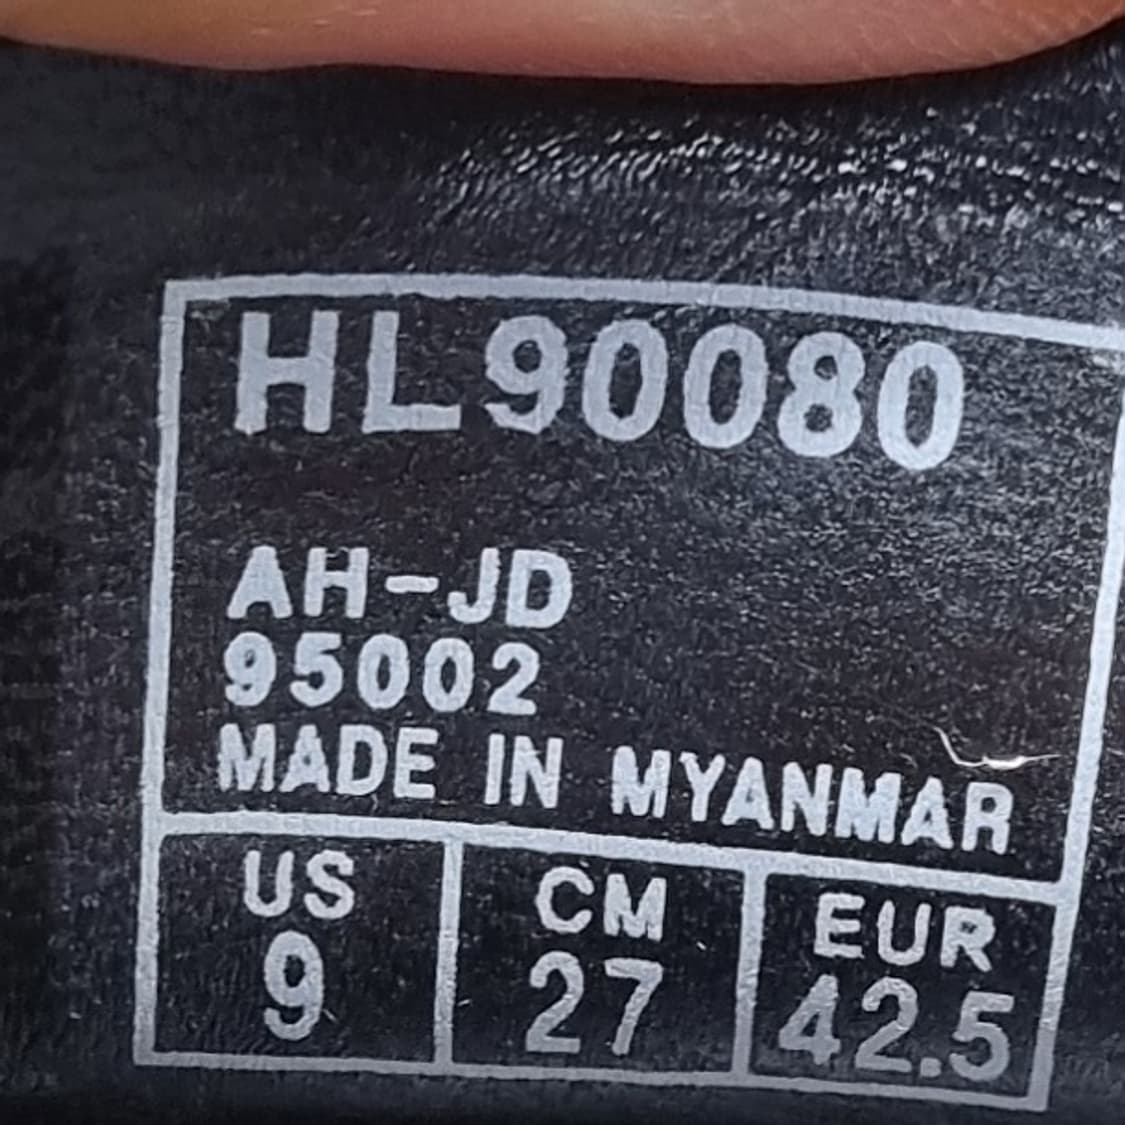 HL90080
AH-JD
95002
MADE IN MYANMAR
US CM EUR
9 27 42.5